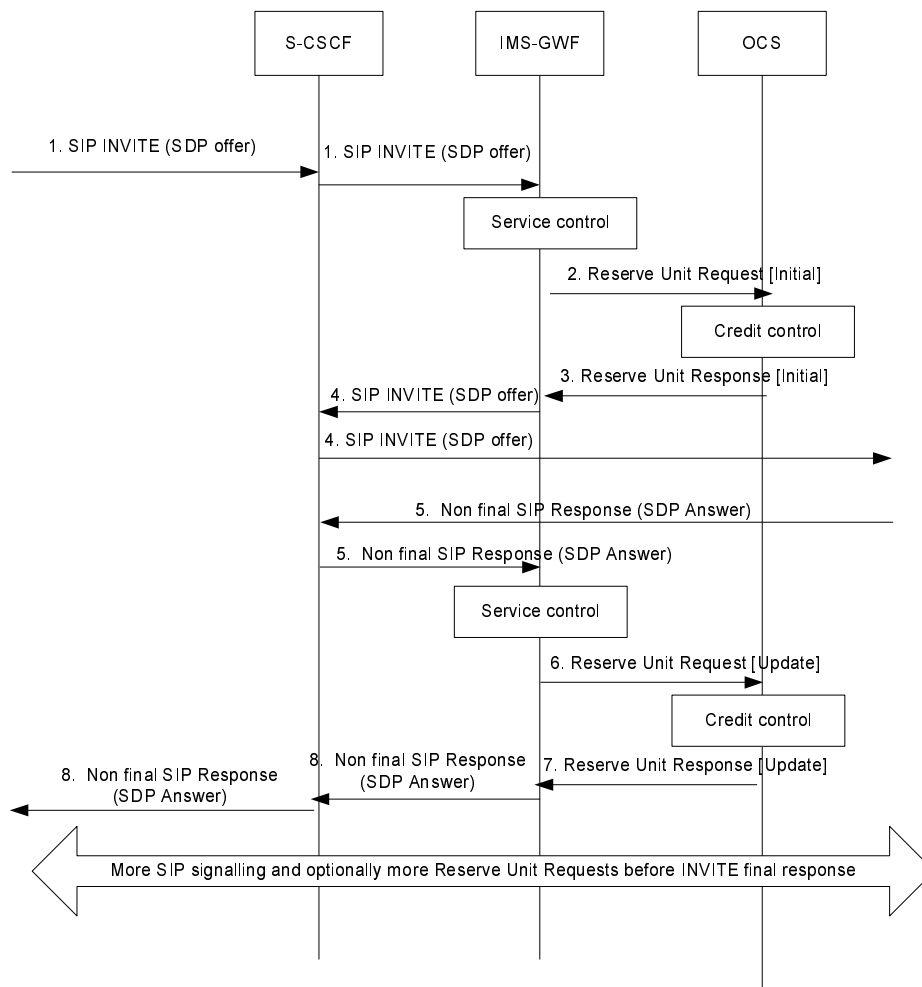 S-CSCF
IMS-GWF
OCS
1. SIP INVITE (SDP offer)
1. SIP INVITE (SDP offer)
Service control
2. Reserve Unit Request [Initial]
Credit control
3. Reserve Unit Response [Initial]
4. SIP INVITE (SDP offer)
4. SIP INVITE (SDP offer)
5. Non final SIP Response (SDP Answer)
5. Non final SIP Response (SDP Answer)
Service control
6. Reserve Unit Request [Update]
Credit control
7. Reserve Unit Response [Update]
8. Non final SIP Response
(SDP Answer)
8. Non final SIP Response
(SDP Answer)
More SIP signalling and optionally more Reserve Unit Requests before INVITE final response